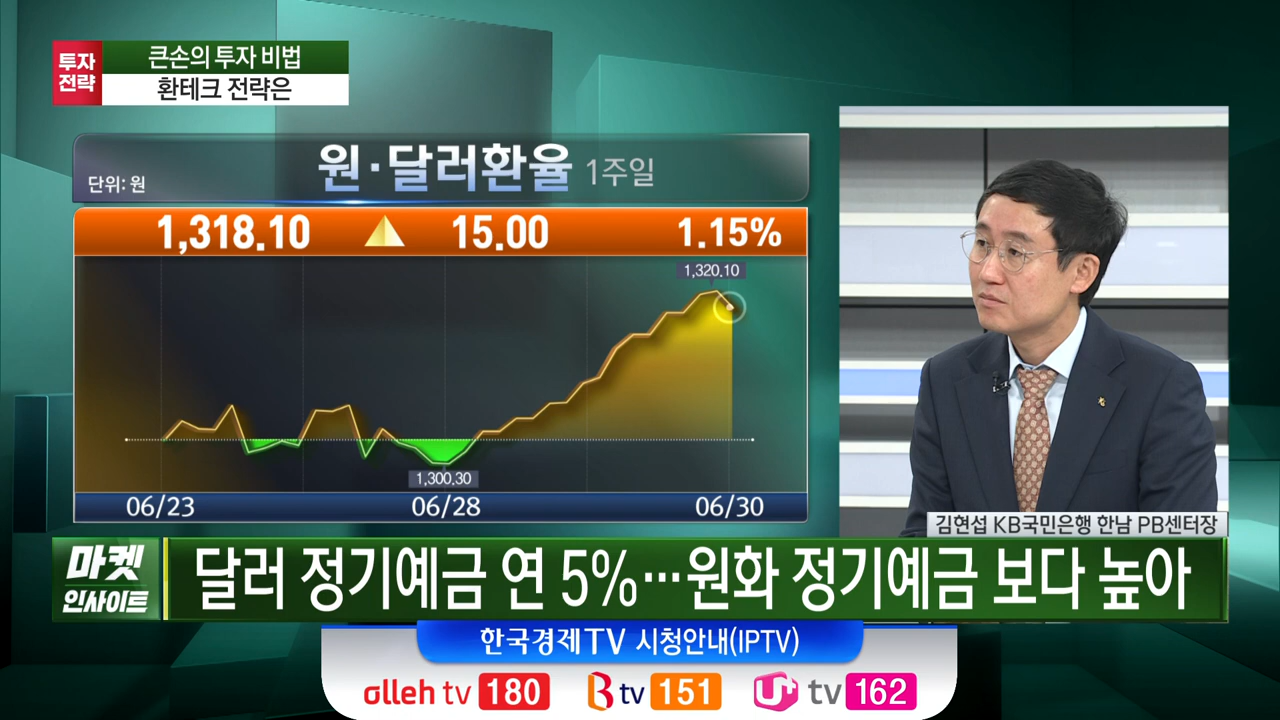 투자
전략
큰손의 투자 비법
환테크 전략은
단위: 원
원·달러환율 1주일
1,318.10 15.00 1.15%
1,320.10
1,300.30
06/23 06/28 06/30
김현섭 KB국민은행 한남 PB센터장
마켓
인사이트
달러 정기예금 연 5%…원화 정기예금 보다 높아
한국경제TV 시청안내(IPTV)
olleh tv 180 B tv 151 U+ tv 162